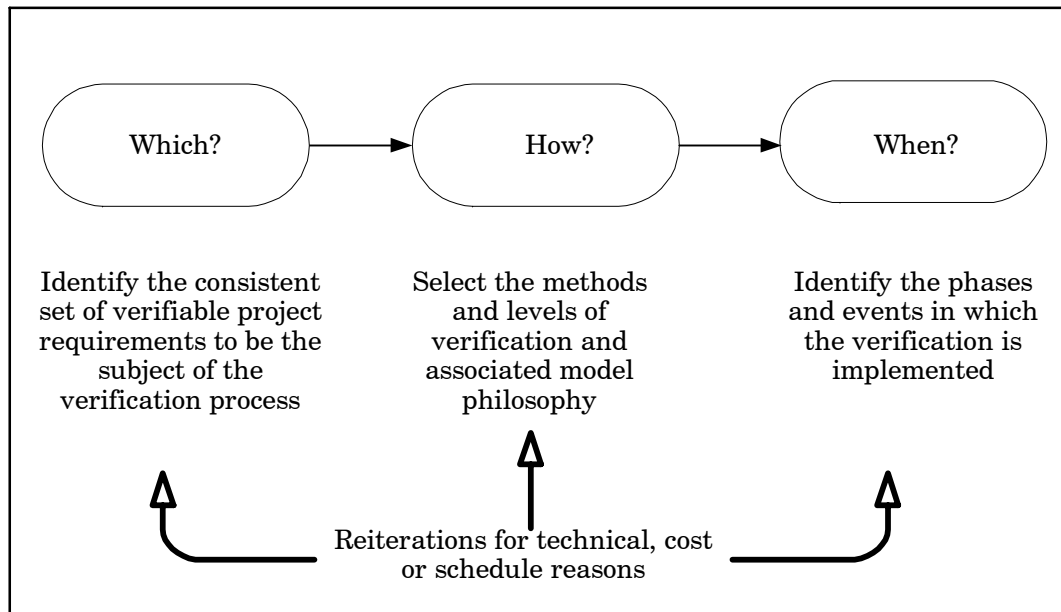 Which?
How?
When?
Identify the consistent
set of verifiable project
requirements to be the
subject of the
verification process
Select the methods
and levels of
verification and
associated model
philosophy
Identify the phases
and events in which
the verification is
implemented
Reiterations for technical, cost
or schedule reasons